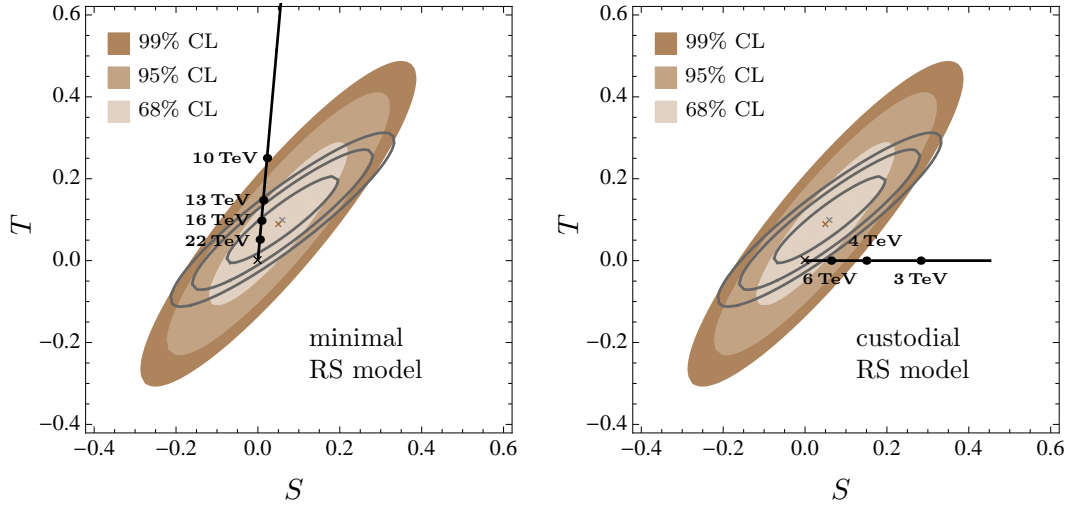 0.6
0.4
0.2
0.0
−0.2
−0.4
T
99% CL
95% CL
68% CL
10 TeV
13 TeV
16 TeV
22 TeV
minimal
RS model
−0.4 −0.2 0.0 0.2 0.4 0.6
S
0.6
0.4
0.2
0.0
−0.2
−0.4
T
99% CL
95% CL
68% CL
4 TeV
6 TeV 3 TeV
custodial
RS model
−0.4 −0.2 0.0 0.2 0.4 0.6
S